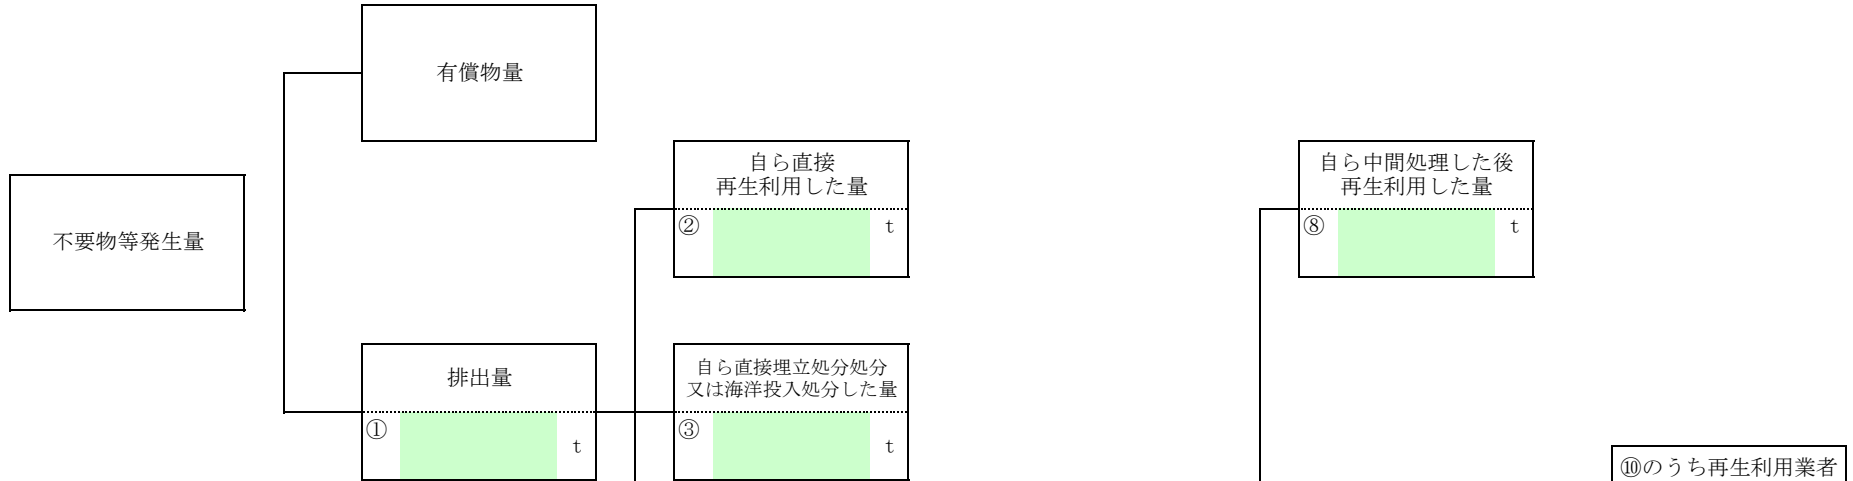 有償物量
自ら直接
再生利用した量
② t
自ら中間処理した後
再生利用した量
⑧ t
不要物等発生量
排出量
① t
自ら直接埋立処分処分
又は海洋投入処分した量
③ t
⑩のうち再生利用業者